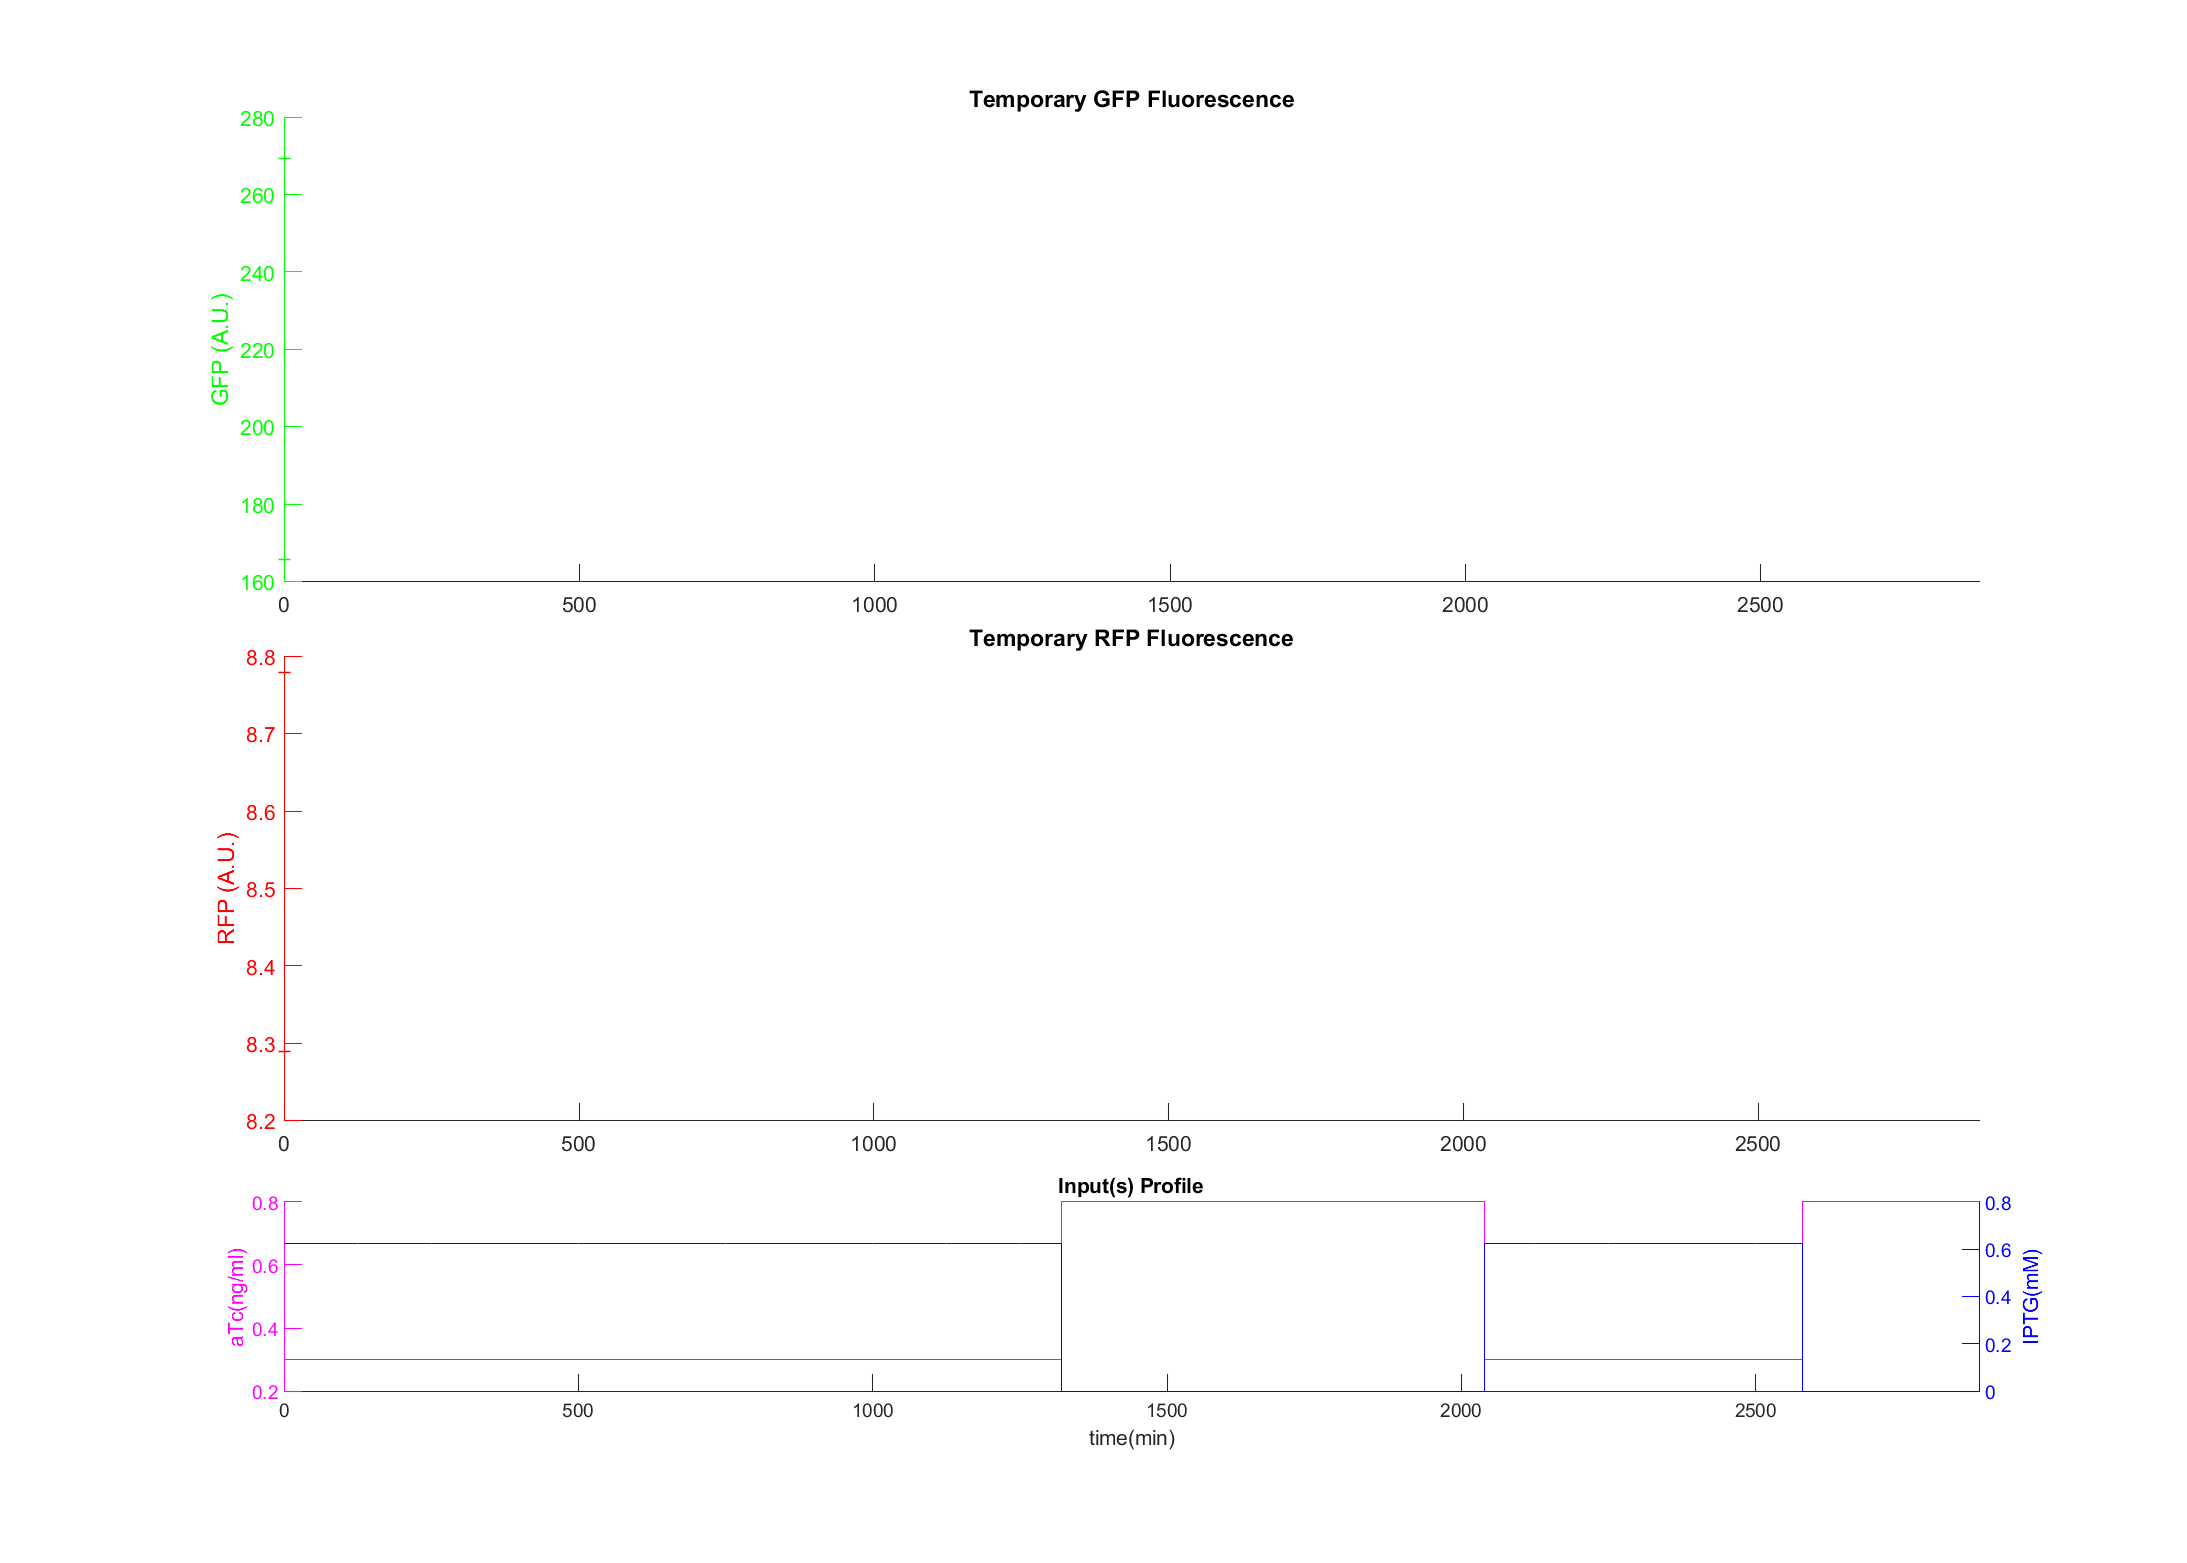 Temporary GFP Fluorescence
280
260
240
220
200
180
160
GFP (A.U.)
0 500 1000 1500 2000 2500
Temporary RFP Fluorescence
8.8
8.7
8.6
8.5
8.4
8.3
8.2
RFP (A.U.)
0 500 1000 1500 2000 2500
Input(s) Profile
0.8
0.6
0.4
0.2
aTc(ng/ml)
0.8
0.6
0.4
0.2
0
IPTG(mM)
0 500 1000 1500 2000 2500
time(min)